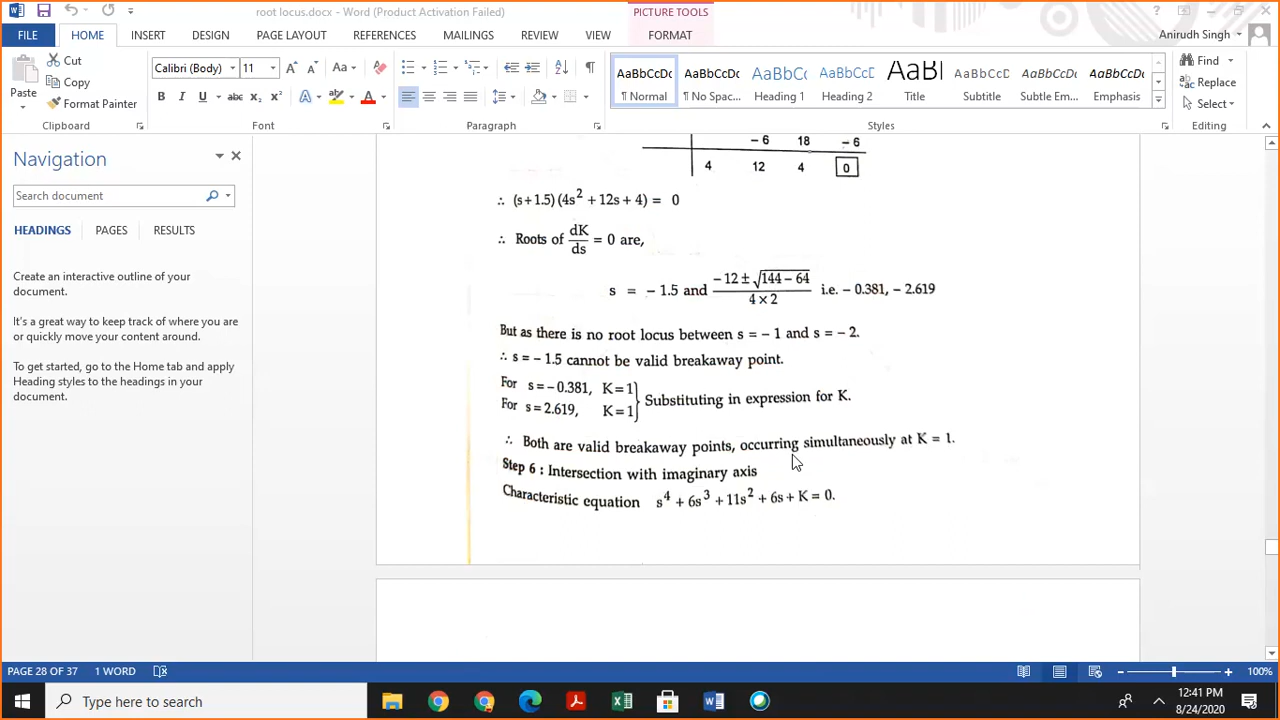 root locus.docx - Word (Product Activation Failed)
PICTURE TOOLS
FILE HOME INSERT DESIGN PAGE LAYOUT REFERENCES MAILINGS REVIEW VIEW FORMAT
Anirudh Singh
Paste
Cut
Copy
Format Painter
Clipboard
Calibri (Body) 11
Font
Paragraph
AaBbCcDc AaBbCcDc AaBbCc AaBbCcC AaBI AaBbCcC AaBbCcDc AaBbCcDc
¶ Normal ¶ No Spac... Heading 1 Heading 2 Title Subtitle Subtle Em... Emphasis
Styles
Find
Replace
Select
Editing
Navigation
Search document
HEADINGS PAGES RESULTS
Create an interactive outline of your
document.
It's a great way to keep track of where you are
or quickly move your content around.
To get started, go to the Home tab and apply
Heading styles to the headings in your
document.
– 6 18 – 6
4 12 4 0
∴ (s+1.5) (4s² + 12s + 4) = 0
∴ Roots of dK/ds = 0 are,
s = – 1.5 and (– 12 ± √(144 – 64))/(4 × 2) i.e. – 0.381, – 2.619
But as there is no root locus between s = – 1 and s = – 2.
∴ s = – 1.5 cannot be valid breakaway point.
For s = – 0.381, K = 1
For s = 2.619, K = 1 } Substituting in expression for K.
∴ Both are valid breakaway points, occurring simultaneously at K = 1.
Step 6 : Intersection with imaginary axis
Characteristic equation s⁴ + 6s³ + 11s² + 6s + K = 0.
PAGE 28 OF 37 1 WORD
100%
Type here to search
12:41 PM
8/24/2020